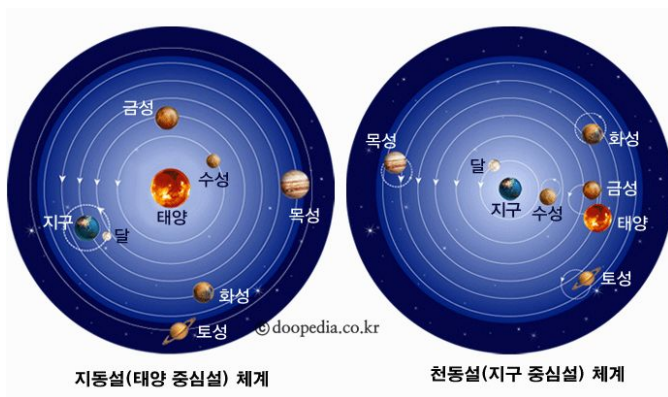 금성
수성
태양
목성
지구
달
화성
토성
ⓒdoopedia.co.kr
지동설(태양 중심설) 체계
목성
달
지구
수성
화성
금성
태양
토성
천동설(지구 중심설) 체계